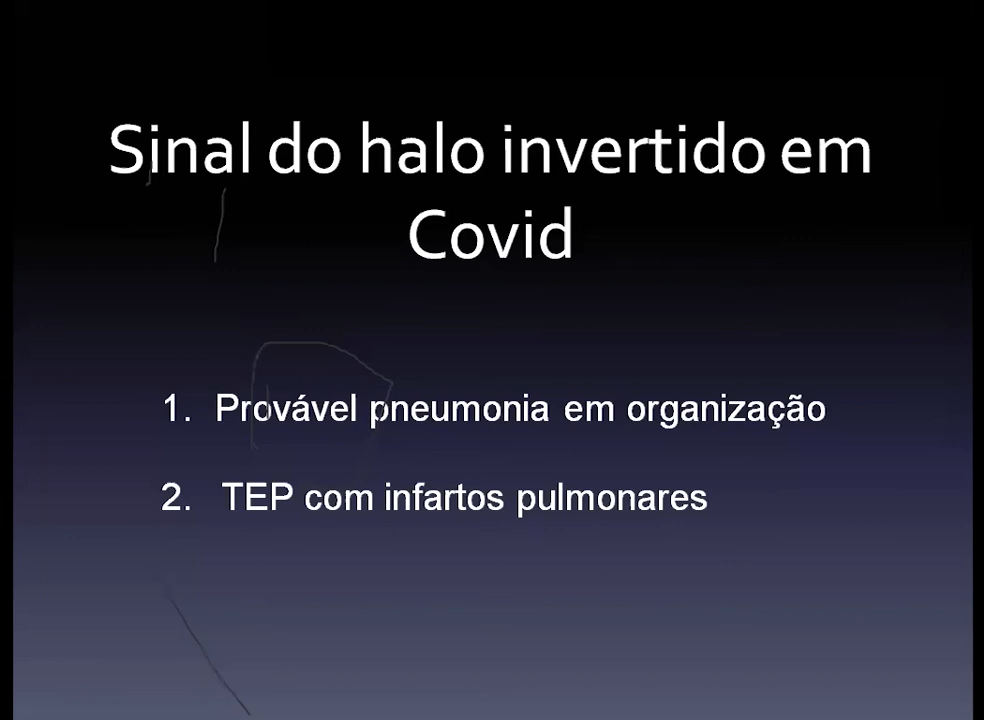 Sinal do halo invertido em
Covid
1. Provável pneumonia em organização
2. TEP com infartos pulmonares